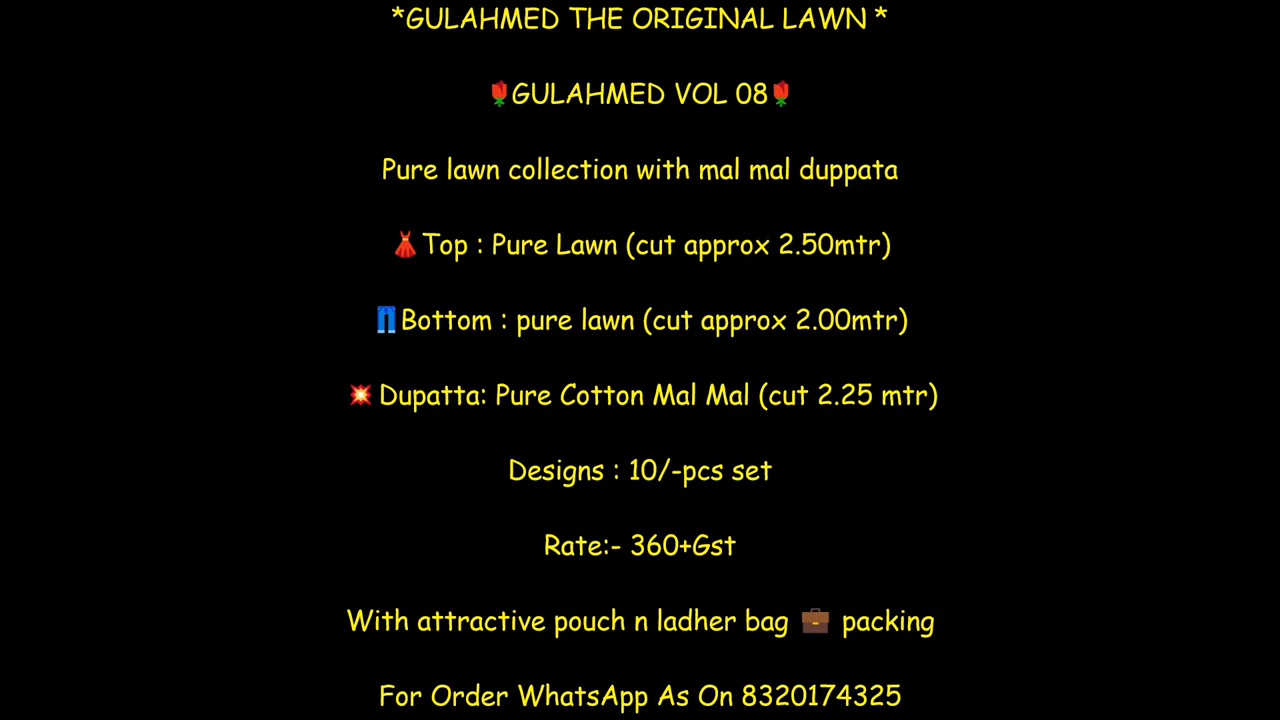 *GULAHMED THE ORIGINAL LAWN *
🌹GULAHMED VOL 08🌹
Pure lawn collection with mal mal duppata
👗Top : Pure Lawn (cut approx 2.50mtr)
👖Bottom : pure lawn (cut approx 2.00mtr)
💥 Dupatta: Pure Cotton Mal Mal (cut 2.25 mtr)
Designs : 10/-pcs set
Rate:- 360+Gst
With attractive pouch n ladher bag 💼 packing
For Order WhatsApp As On 8320174325